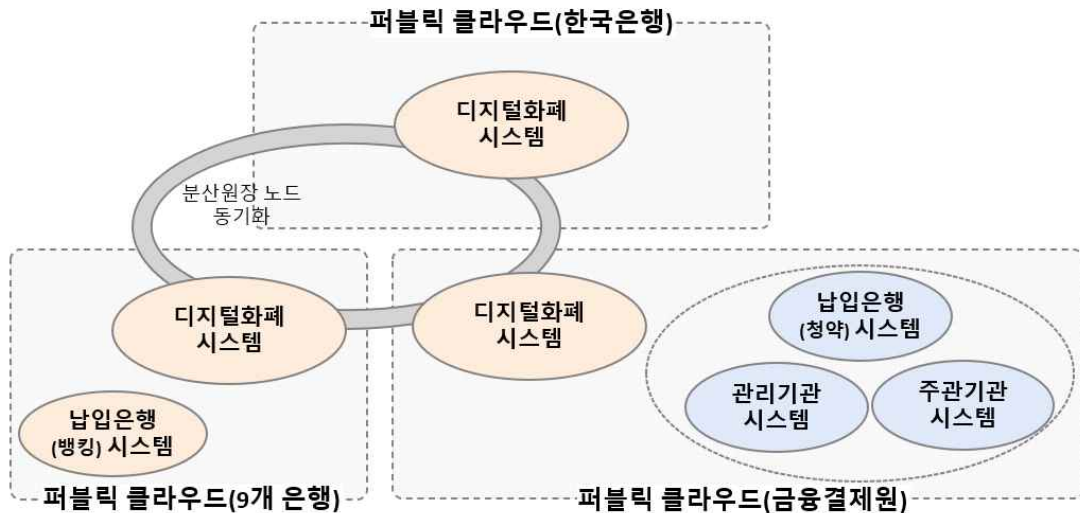 퍼블릭 클라우드(한국은행)
디지털화폐
시스템
분산원장 노드
동기화
디지털화폐
시스템
납입은행
(뱅킹) 시스템
퍼블릭 클라우드(9개 은행)
디지털화폐
시스템
납입은행
(청약) 시스템
관리기관
시스템
주관기관
시스템
퍼블릭 클라우드(금융결제원)